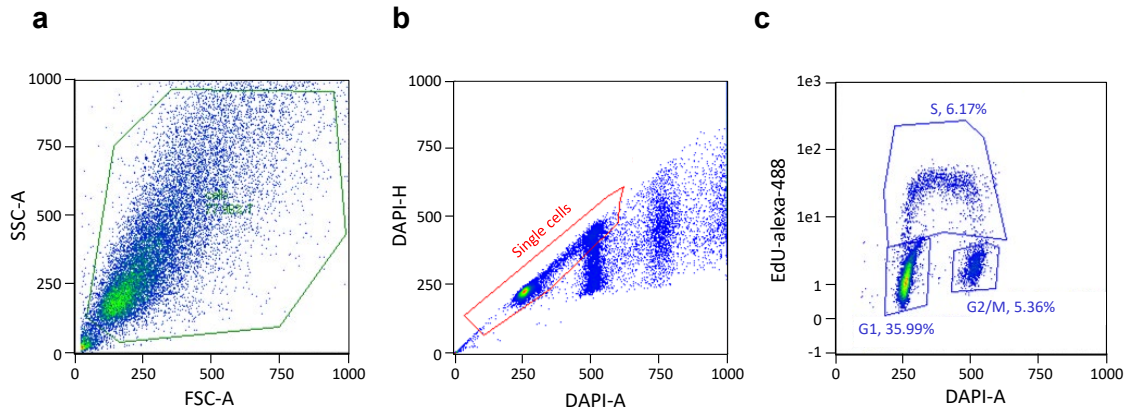 a
b
c
1000
750
500
250
0
SSC-A
0
250
500
750
1000
FSC-A
1000
750
500
250
0
DAPI-H
Single cells
0
250
500
750
1000
DAPI-A
1e3
1e2
1e1
1
0
-1
EdU-alexa-488
S, 6.17%
G2/M, 5.36%
G1, 35.99%
0
250
500
750
1000
DAPI-A